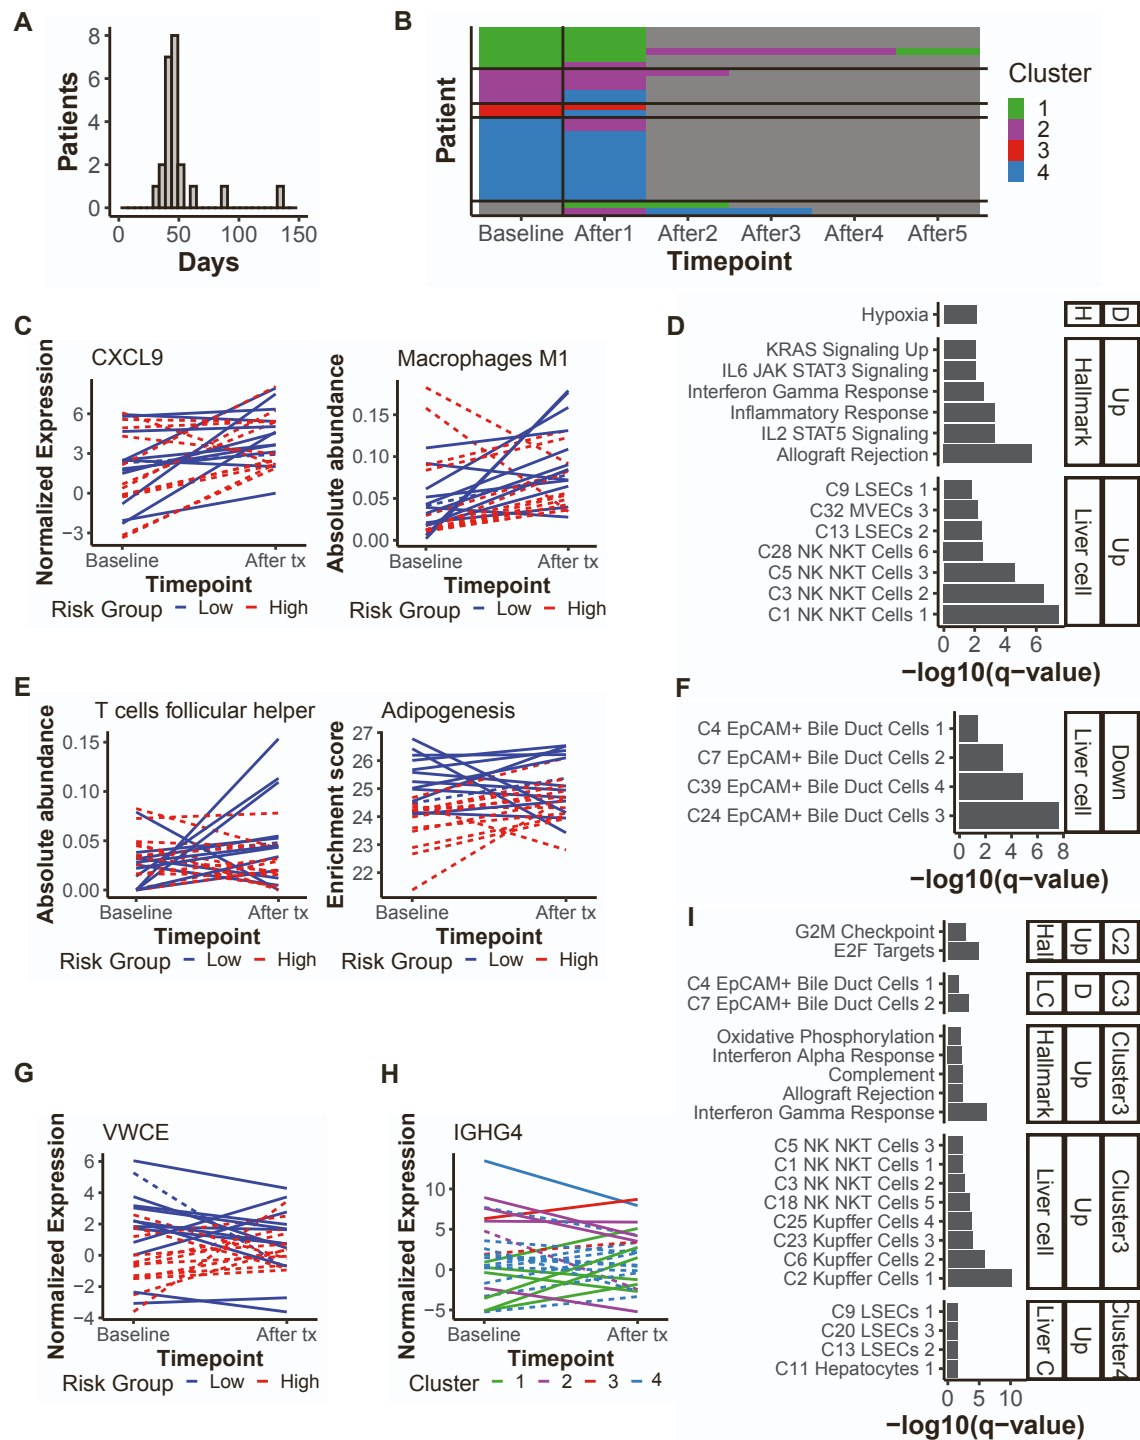 A
8
6
4
2
0
Patients
0 50 100 150
Days
B
Patient
Baseline After1 After2 After3 After4 After5
Timepoint
Cluster
1
2
3
4
C
CXCL9
Normalized Expression
6
3
0
−3
Baseline After tx
Timepoint
Risk Group Low High
Macrophages M1
Absolute abundance
0.15
0.10
0.05
0.00
Baseline After tx
Timepoint
Risk Group Low High
D
Hypoxia
H D
KRAS Signaling Up
IL6 JAK STAT3 Signaling
Interferon Gamma Response
Inflammatory Response
IL2 STAT5 Signaling
Allograft Rejection
Hallmark Up
C9 LSECs 1
C32 MVECs 3
C13 LSECs 2
C28 NK NKT Cells 6
C5 NK NKT Cells 3
C3 NK NKT Cells 2
C1 NK NKT Cells 1
Liver cell Up
0 2 4 6
−log10(q−value)
E
T cells follicular helper
Absolute abundance
0.15
0.10
0.05
0.00
Baseline After tx
Timepoint
Risk Group Low High
Adipogenesis
Enrichment score
27
26
25
24
23
22
Baseline After tx
Timepoint
Risk Group Low High
F
C4 EpCAM+ Bile Duct Cells 1
C7 EpCAM+ Bile Duct Cells 2
C39 EpCAM+ Bile Duct Cells 4
C24 EpCAM+ Bile Duct Cells 3
Liver cell Down
0 2 4 6 8
−log10(q−value)
G
VWCE
Normalized Expression
6
4
2
0
−2
−4
Baseline After tx
Timepoint
Risk Group Low High
H
IGHG4
Normalized Expression
10
5
0
−5
Baseline After tx
Timepoint
Cluster 1 2 3 4
I
G2M Checkpoint
E2F Targets
Hall Up C2
C4 EpCAM+ Bile Duct Cells 1
C7 EpCAM+ Bile Duct Cells 2
LC D C3
Oxidative Phosphorylation
Interferon Alpha Response
Complement
Allograft Rejection
Interferon Gamma Response
Hallmark Up Cluster3
C5 NK NKT Cells 3
C1 NK NKT Cells 1
C3 NK NKT Cells 2
C18 NK NKT Cells 5
C25 Kupffer Cells 4
C23 Kupffer Cells 3
C6 Kupffer Cells 2
C2 Kupffer Cells 1
Liver cell Up Cluster3
C9 LSECs 1
C20 LSECs 3
C13 LSECs 2
C11 Hepatocytes 1
Liver C Up Cluster4
0 5 10
−log10(q−value)